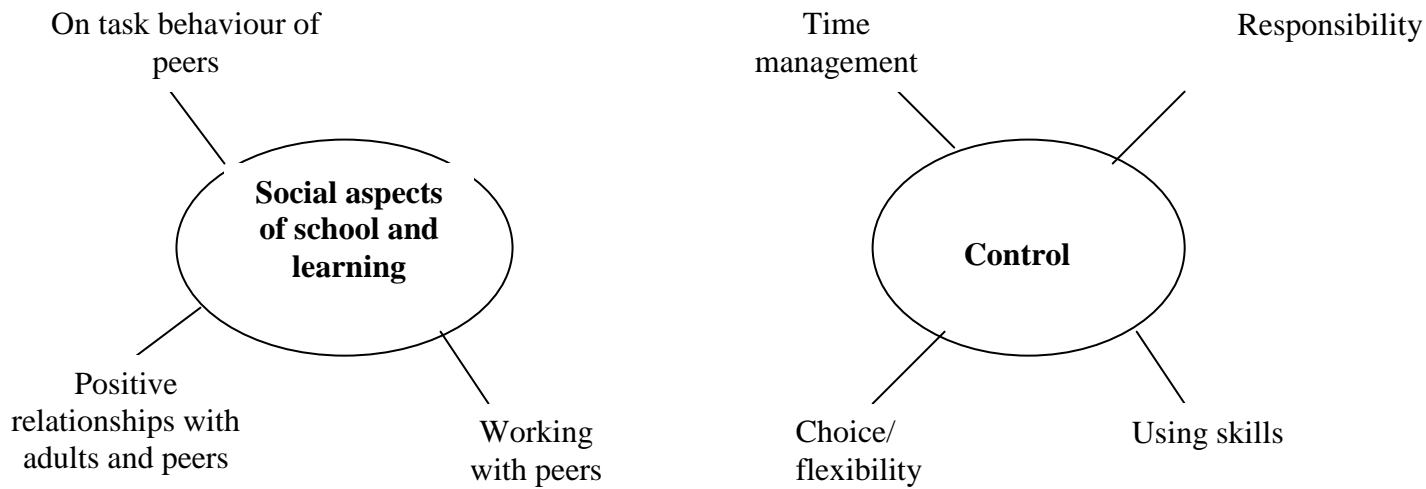 On task behaviour of
peers
Social aspects
of school and
learning
Positive
relationships with
adults and peers
Working
with peers
Time
management
Responsibility
Control
Choice/
flexibility
Using skills